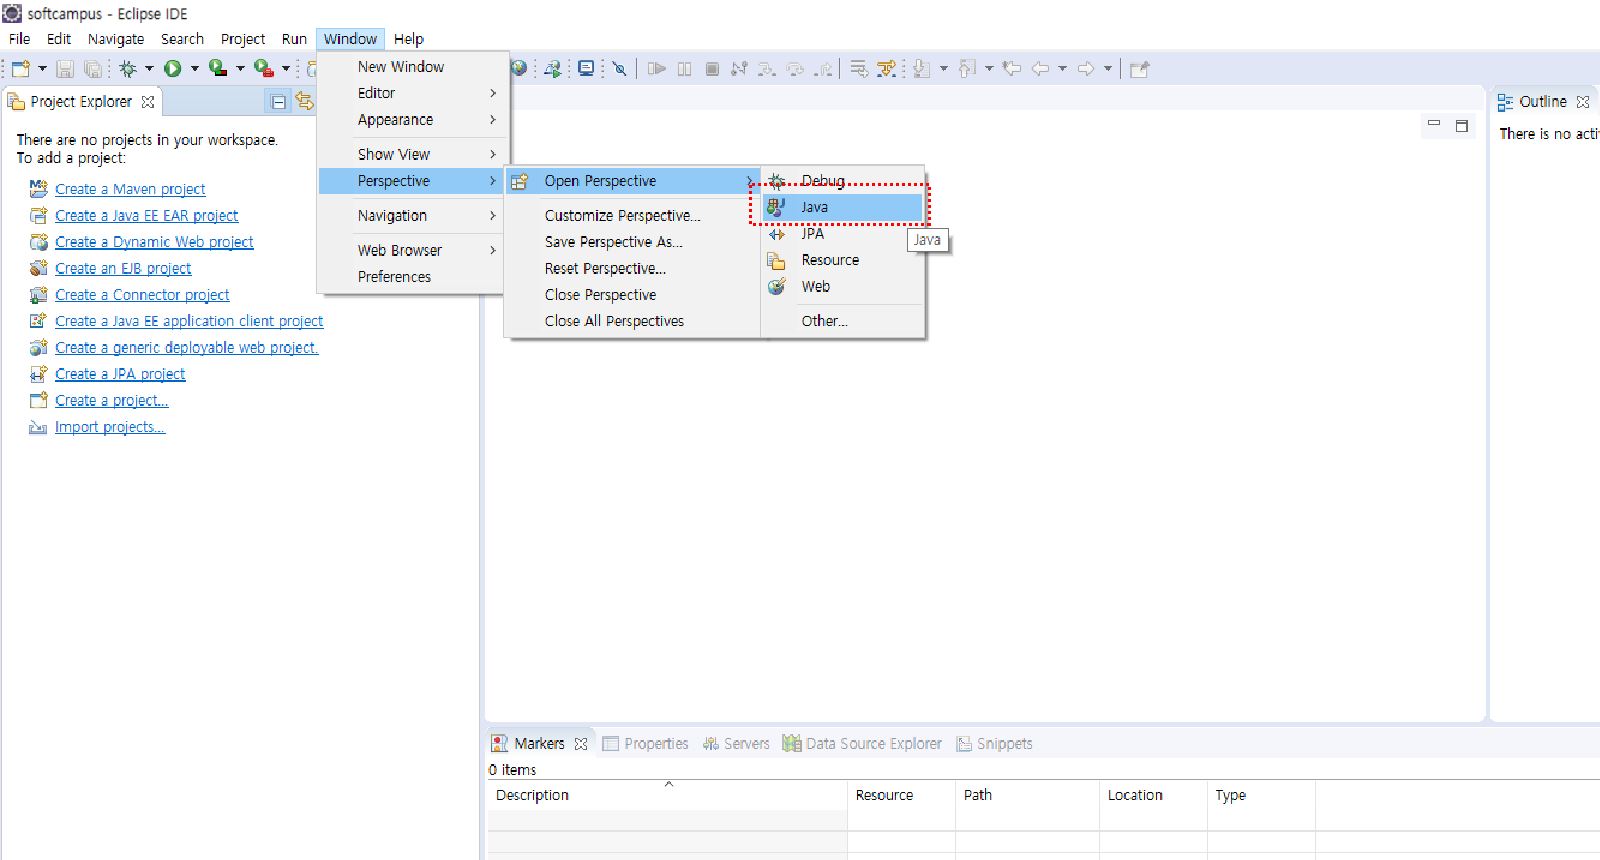 softcampus - Eclipse IDE
File Edit Navigate Search Project Run Window Help
Project Explorer
There are no projects in your workspace.
To add a project:
Create a Maven project
Create a Java EE EAR project
Create a Dynamic Web project
Create an EJB project
Create a Connector project
Create a Java EE application client project
Create a generic deployable web project.
Create a JPA project
Create a project...
Import projects...
New Window
Editor
Appearance
Show View
Perspective
Navigation
Web Browser
Preferences
Open Perspective
Customize Perspective...
Save Perspective As...
Reset Perspective...
Close Perspective
Close All Perspectives
Debug
Java
JPA
Java
Resource
Web
Other...
Outline
There is no acti
Markers Properties Servers Data Source Explorer Snippets
0 items
Description Resource Path Location Type